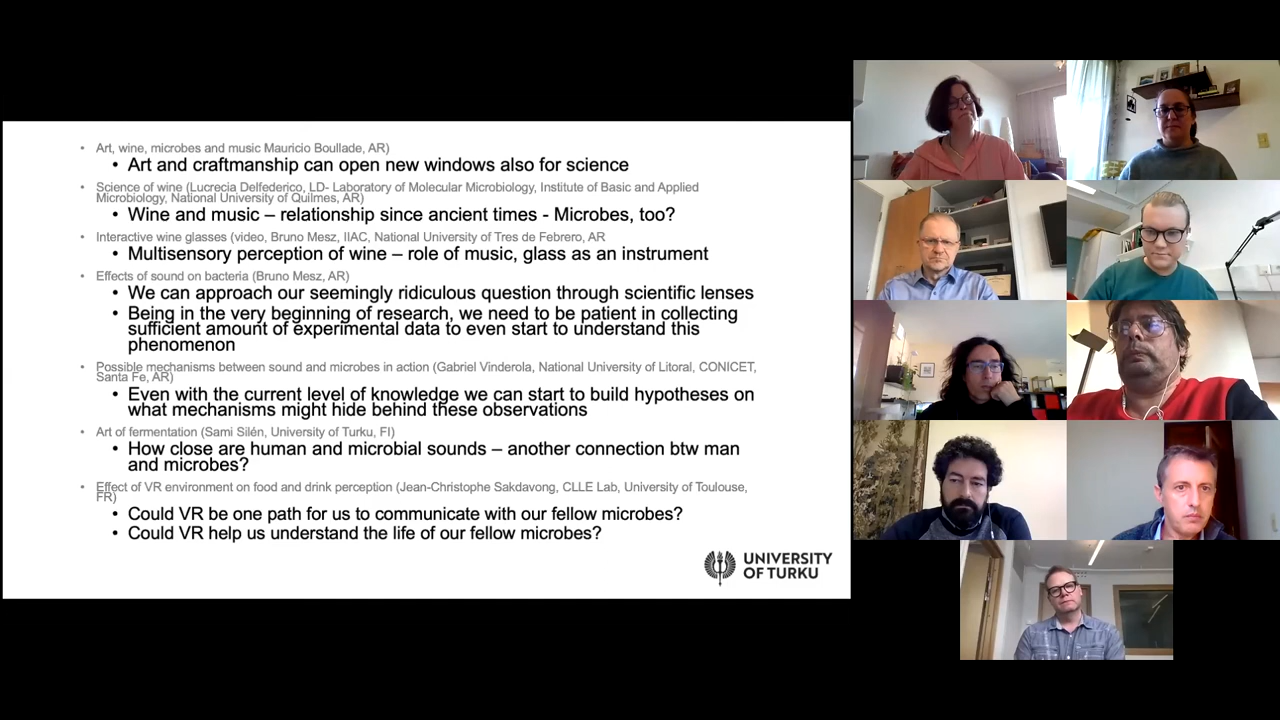 • Art, wine, microbes and music Mauricio Boullade, AR)
• Art and craftmanship can open new windows also for science
• Science of wine (Lucrecia Delfederico, LD- Laboratory of Molecular Microbiology, Institute of Basic and Applied
Microbiology, National University of Quilmes, AR)
• Wine and music – relationship since ancient times - Microbes, too?
• Interactive wine glasses (video, Bruno Mesz, IIAC, National University of Tres de Febrero, AR
• Multisensory perception of wine – role of music, glass as an instrument
• Effects of sound on bacteria (Bruno Mesz, AR)
• We can approach our seemingly ridiculous question through scientific lenses
• Being in the very beginning of research, we need to be patient in collecting
sufficient amount of experimental data to even start to understand this
phenomenon
• Possible mechanisms between sound and microbes in action (Gabriel Vinderola, National University of Litoral, CONICET,
Santa Fe, AR)
• Even with the current level of knowledge we can start to build hypotheses on
what mechanisms might hide behind these observations
• Art of fermentation (Sami Silén, University of Turku, FI)
• How close are human and microbial sounds – another connection btw man
and microbes?
• Effect of VR environment on food and drink perception (Jean-Christophe Sakdavong, CLLE Lab, University of Toulouse,
FR)
• Could VR be one path for us to communicate with our fellow microbes?
• Could VR help us understand the life of our fellow microbes?
UNIVERSITY
OF TURKU